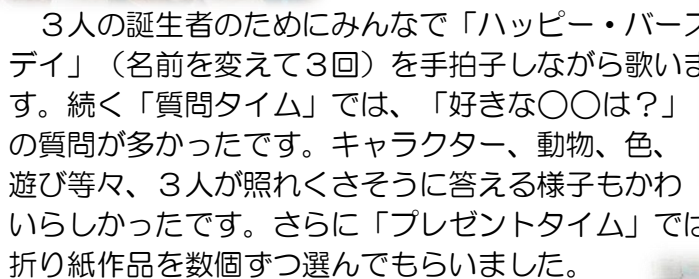 ３人の誕生者のためにみんなで「ハッピー・バース
デイ」（名前を変えて３回）を手拍子しながら歌いま
す。続く「質問タイム」では、「好きな〇〇は？」
の質問が多かったです。キャラクター、動物、色、
遊び等々、３人が照れくさそうに答える様子もかわ
いらしかったです。さらに「プレゼントタイム」では
折り紙作品を数個ずつ選んでもらいました。